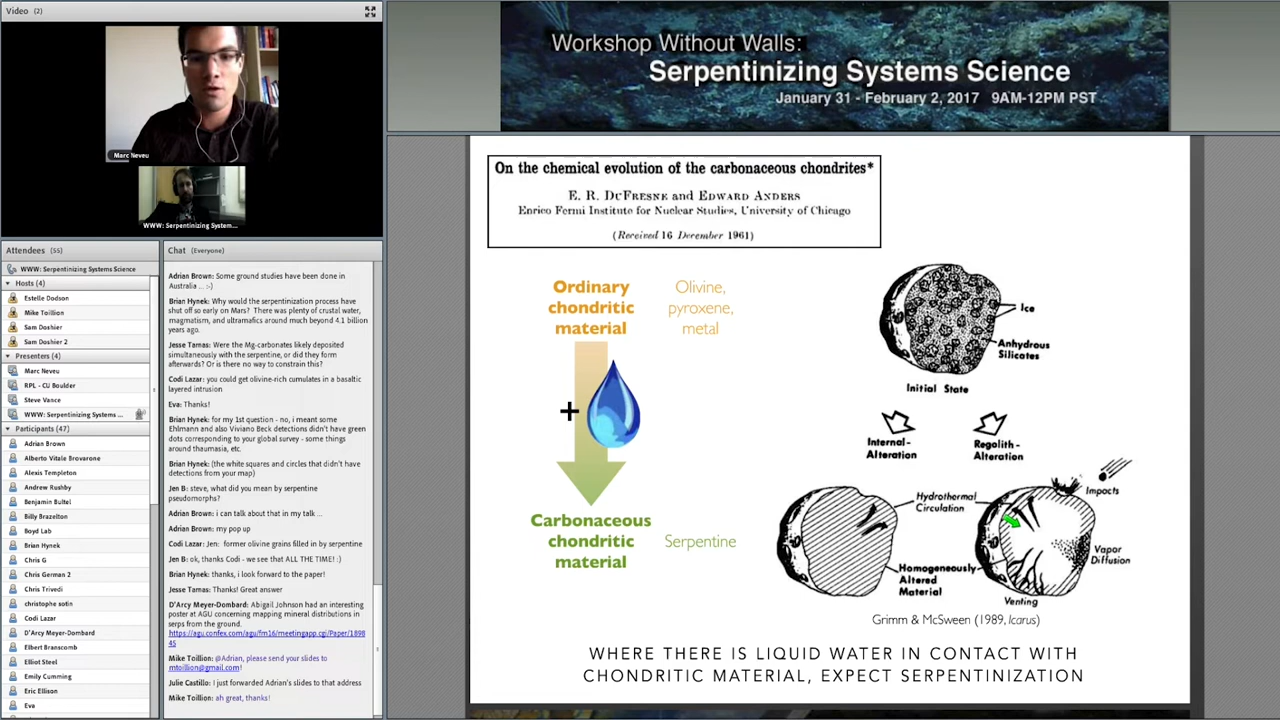 Video (2)
Marc Neveu
WWW: Serpentinizing System...
Attendees (55)
WWW: Serpentinizing Systems Science
Hosts (4)
Estelle Dodson
Mike Toillion
Sam Doshier
Sam Doshier 2
Presenters (4)
Marc Neveu
RPL - CU Boulder
Steve Vance
WWW: Serpentinizing Systems ...
Participants (47)
Adrian Brown
Alberto Vitale Brovarone
Alexis Templeton
Andrew Rushby
Benjamin Bultel
Billy Brazelton
Boyd Lab
Brian Hynek
Chris G
Chris German 2
Chris Trivedi
christophe sotin
Codi Lazar
D'Arcy Meyer-Dombard
Elbert Branscomb
Elliot Steel
Emily Cumming
Eric Ellison
Eva
Chat (Everyone)
Adrian Brown: Some ground studies have been done in
Australia ... :-)
Brian Hynek: Why would the serpentinization process have
shut off so early on Mars? There was plenty of crustal water,
magmatism, and ultramafics around much beyond 4.1 billion
years ago.
Jesse Tarnas: Were the Mg-carbonates likely deposited
simultaneously with the serpentine, or did they form
afterwards? Or is there no way to constrain this?
Codi Lazar: you could get olivine-rich cumulates in a basaltic
layered intrusion
Eva: Thanks!
Brian Hynek: for my 1st question - no, i meant some
Ehlmann and also Viviano Beck detections didn't have green
dots corresponding to your global survey - some things
around thaumasia, etc.
Brian Hynek: (the white squares and circles that didn't have
detections from your map)
Jen B: steve, what did you mean by serpentine
pseudomorphs?
Adrian Brown: i can talk about that in my talk ...
Adrian Brown: my pop up
Codi Lazar: Jen: former olivine grains filled in by serpentine
Jen B: ok, thanks Codi - we see that ALL THE TIME! :)
Brian Hynek: thanks, i look forward to the paper!
Jesse Tarnas: Thanks! Great answer
D'Arcy Meyer-Dombard: Abigail Johnson had an interesting
poster at AGU concerning mapping mineral distributions in
serps from the ground.
https://agu.confex.com/agu/fm16/meetingapp.cgi/Paper/1898
45
Mike Toillion: @Adrian, please send your slides to
mtoillion@gmail.com!
Julie Castillo: I just forwarded Adrian's slides to that address
Mike Toillion: ah great, thanks!
Workshop Without Walls:
Serpentinizing Systems Science
January 31 - February 2, 2017 9AM-12PM PST
On the chemical evolution of the carbonaceous chondrites*
E. R. DUFRESNE and EDWARD ANDERS
Enrico Fermi Institute for Nuclear Studies, University of Chicago
(Received 16 December 1961)
Ordinary
chondritic
material
Olivine,
pyroxene,
metal
+
Carbonaceous
chondritic
material
Serpentine
Ice
Anhydrous
Silicates
Initial State
Internal-
Alteration
Regolith-
Alteration
Hydrothermal
Circulation
Impacts
Vapor
Diffusion
Homogeneously
Altered
Material
Venting
Grimm & McSween (1989, Icarus)
WHERE THERE IS LIQUID WATER IN CONTACT WITH
CHONDRITIC MATERIAL, EXPECT SERPENTINIZATION